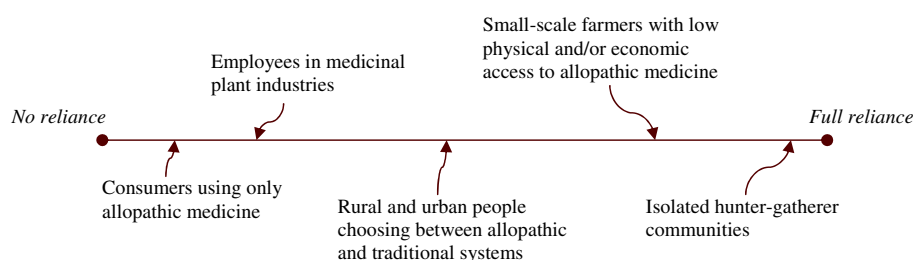 Small-scale farmers with low
physical and/or economic
access to allopathic medicine
Employees in medicinal
plant industries
No reliance
Full reliance
Consumers using only
allopathic medicine
Rural and urban people
choosing between allopathic
and traditional systems
Isolated hunter-gatherer
communities